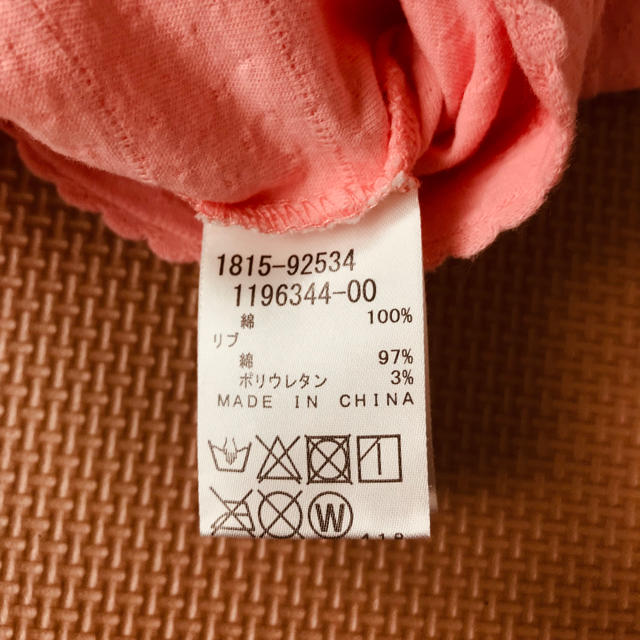 1815-92534
1196344-00
綿 100%
リブ
綿 97%
ポリウレタン 3%
MADE IN CHINA
W